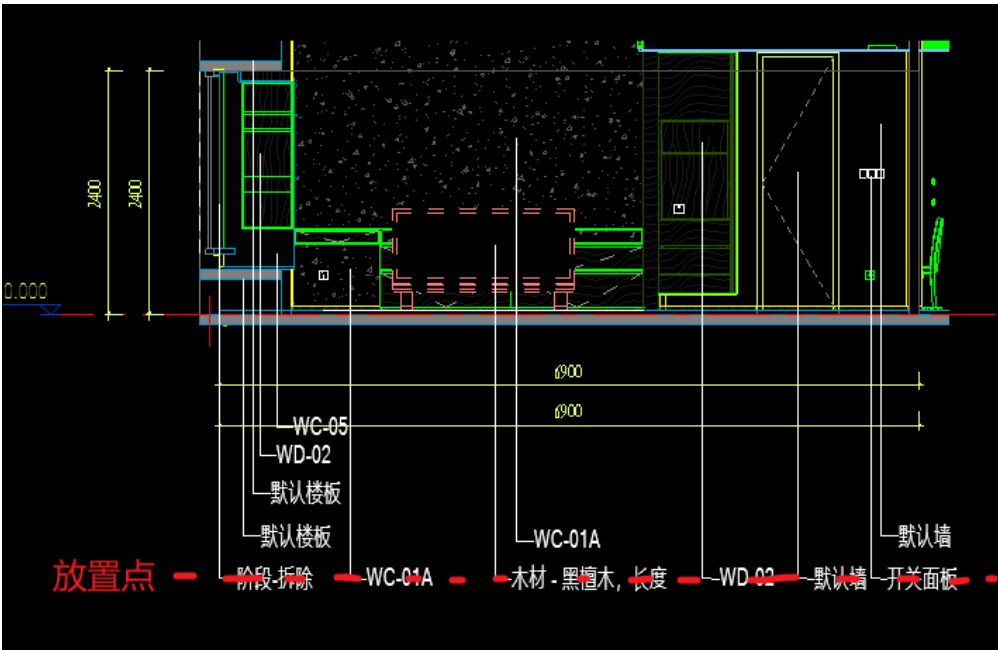 2400
2400
0.000
6900
6900
WC-05
WD-02
默认楼板
WC-01A
默认墙
默认楼板
放置点
阶段-拆除
WC-01A
木材 - 黑檀木，长度
WD-02
默认墙
开关面板